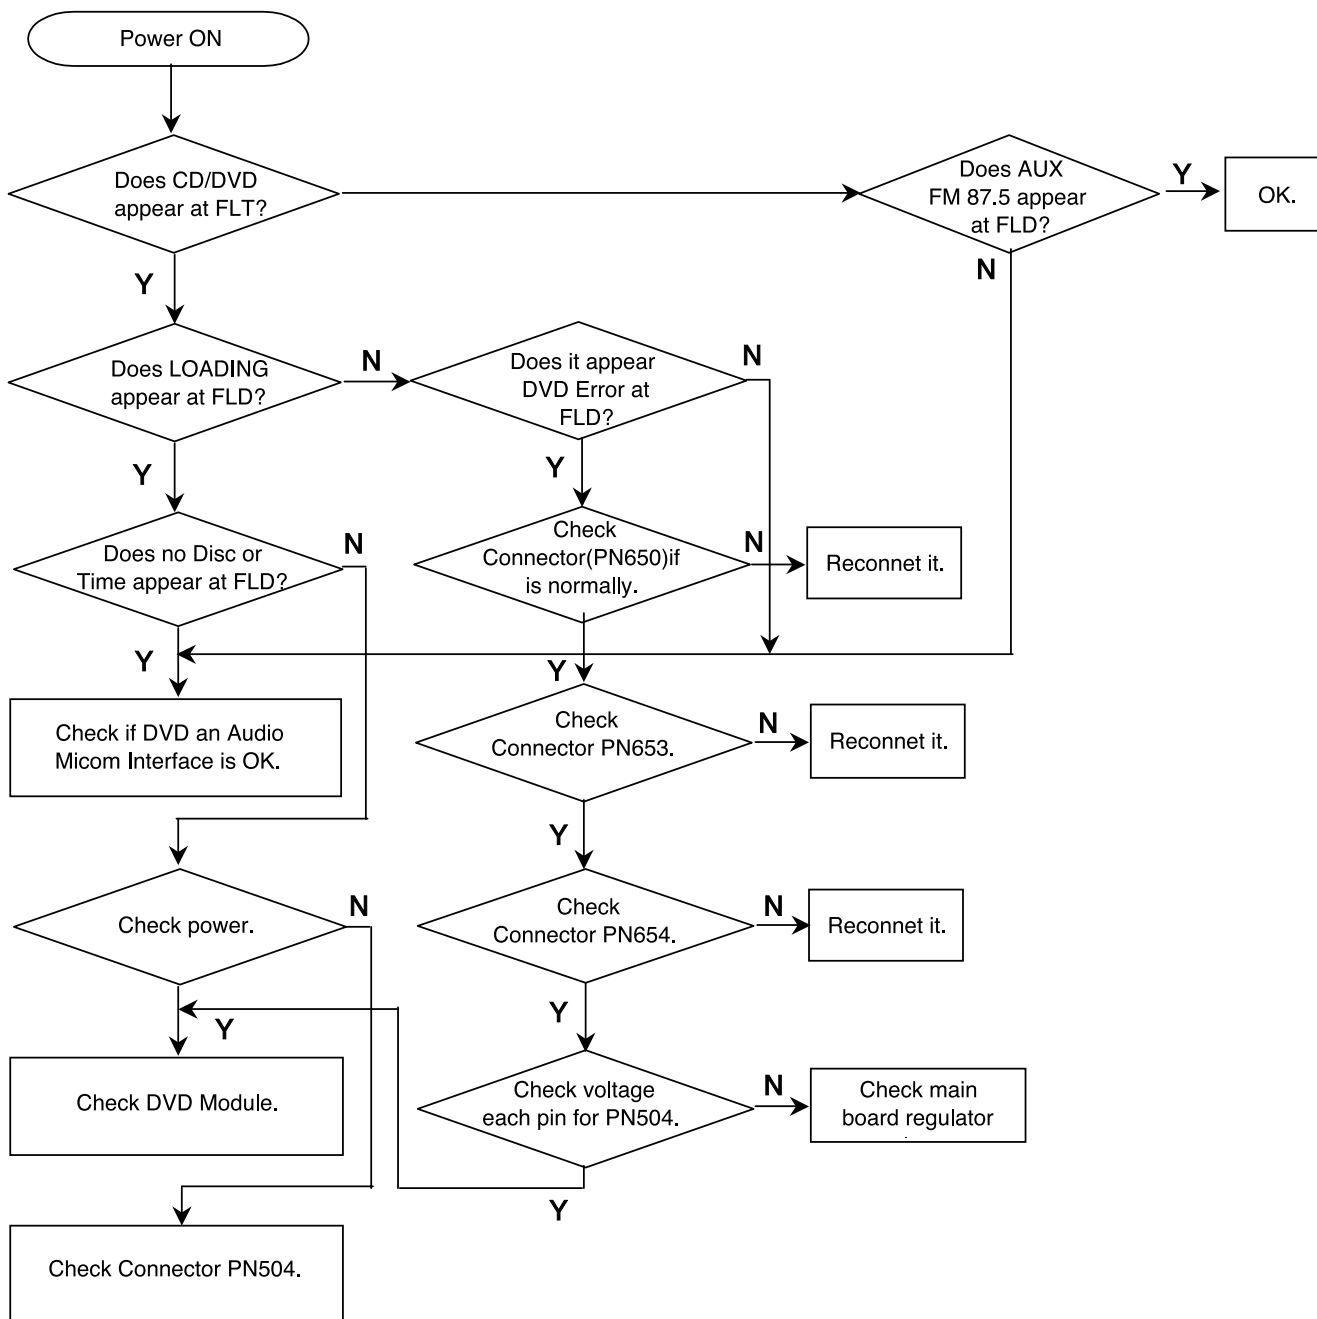 Power ON
Does CD/DVD
appear at FLT?
Does AUX
FM 87.5 appear
at FLD?
Y
OK.
N
Y
Does LOADING
appear at FLD?
N
Does it appear
DVD Error at
FLD?
N
Y
Y
Does no Disc or
Time appear at FLD?
N
Check
Connector(PN650)if
is normally.
N
Reconnet it.
Y
Y
Check if DVD an Audio
Micom Interface is OK.
Check
Connector PN653.
N
Reconnet it.
Y
Check power.
N
Check
Connector PN654.
N
Reconnet it.
Y
Y
Check DVD Module.
Check voltage
each pin for PN504.
N
Check main
board regulator
Y
Check Connector PN504.